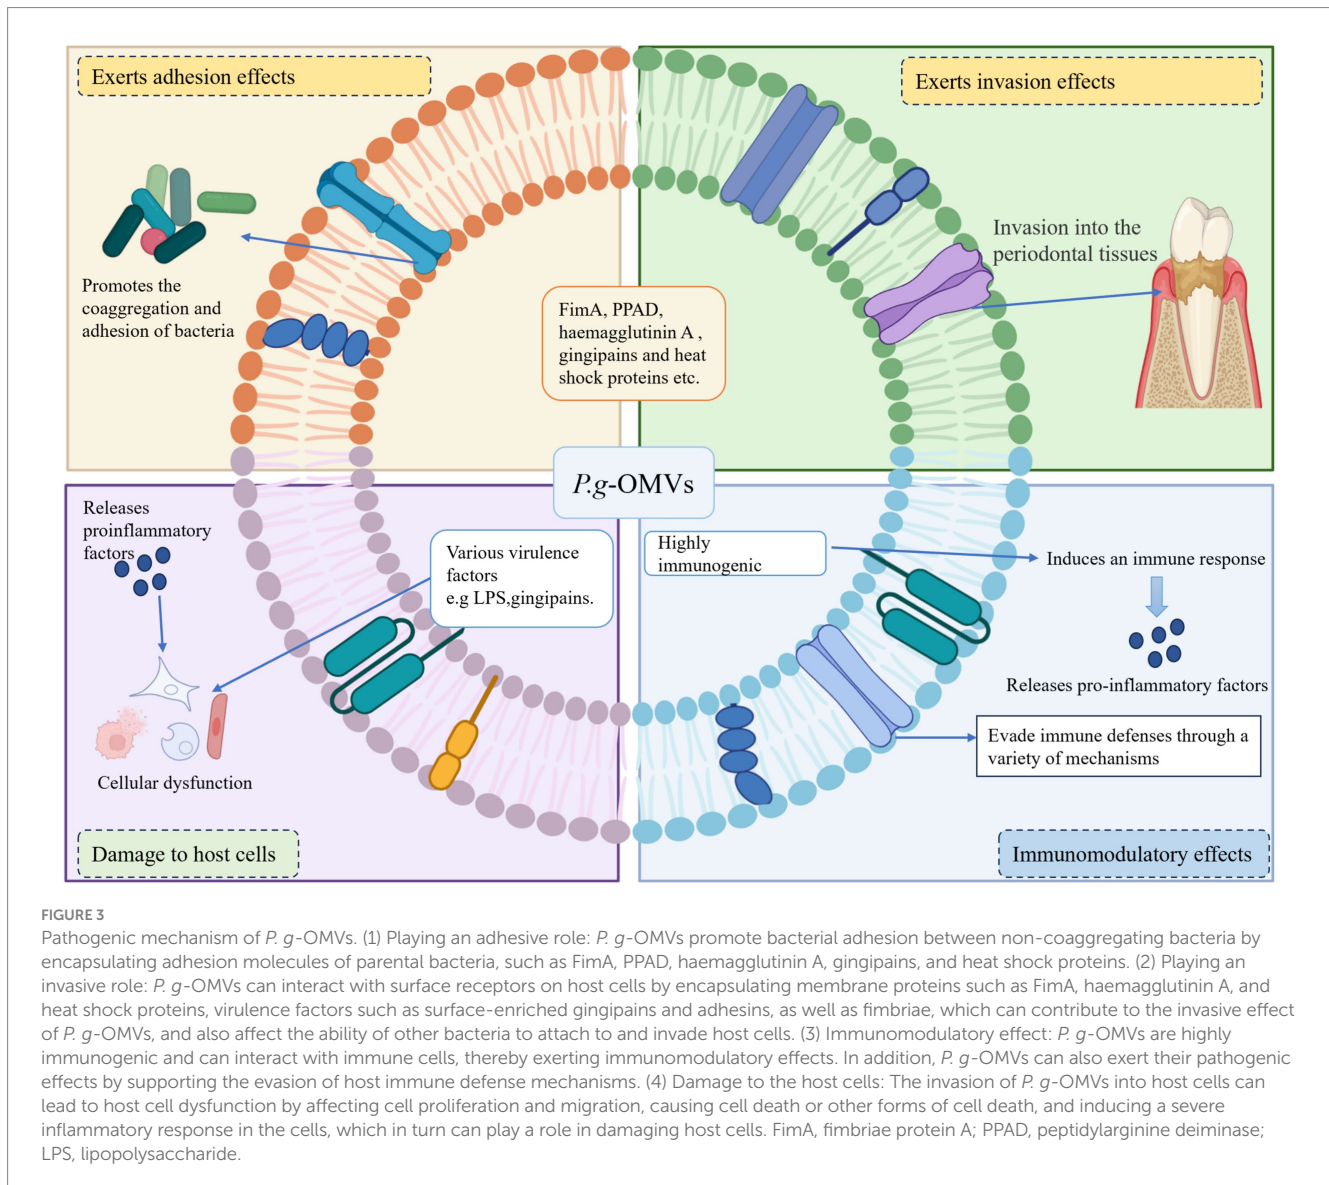 Exerts adhesion effects
Exerts invasion effects
Promotes the
coaggregation and
adhesion of bacteria
Invasion into the
periodontal tissues
FimA, PPAD,
haemagglutinin A ,
gingipains and heat
shock proteins etc.
P.g-OMVs
Releases
proinflammatory
factors
Various virulence
factors
e.g LPS,gingipains.
Cellular dysfunction
Damage to host cells
Highly
immunogenic
Induces an immune response
Releases pro-inflammatory factors
Evade immune defenses through a
variety of mechanisms
Immunomodulatory effects
FIGURE 3
Pathogenic mechanism of P. g-OMVs. (1) Playing an adhesive role: P. g-OMVs promote bacterial adhesion between non-coaggregating bacteria by
encapsulating adhesion molecules of parental bacteria, such as FimA, PPAD, haemagglutinin A, gingipains, and heat shock proteins. (2) Playing an
invasive role: P. g-OMVs can interact with surface receptors on host cells by encapsulating membrane proteins such as FimA, haemagglutinin A, and
heat shock proteins, virulence factors such as surface-enriched gingipains and adhesins, as well as fimbriae, which can contribute to the invasive effect
of P. g-OMVs, and also affect the ability of other bacteria to attach to and invade host cells. (3) Immunomodulatory effect: P. g-OMVs are highly
immunogenic and can interact with immune cells, thereby exerting immunomodulatory effects. In addition, P. g-OMVs can also exert their pathogenic
effects by supporting the evasion of host immune defense mechanisms. (4) Damage to the host cells: The invasion of P. g-OMVs into host cells can
lead to host cell dysfunction by affecting cell proliferation and migration, causing cell death or other forms of cell death, and inducing a severe
inflammatory response in the cells, which in turn can play a role in damaging host cells. FimA, fimbriae protein A; PPAD, peptidylarginine deiminase;
LPS, lipopolysaccharide.